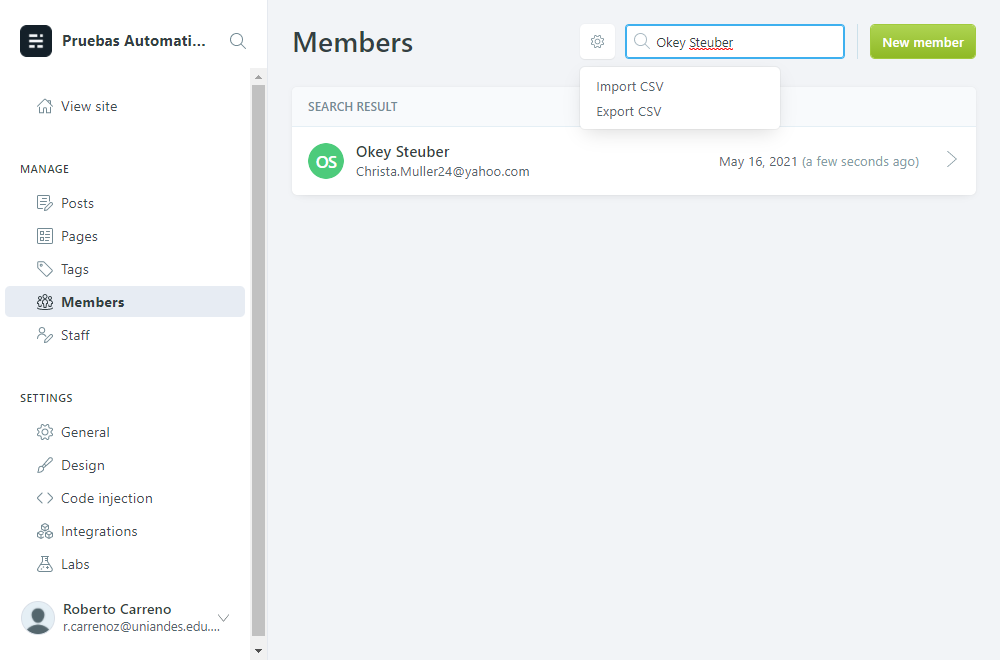 Pruebas Automati...
View site
MANAGE
Posts
Pages
Tags
Members
Staff
SETTINGS
General
Design
Code injection
Integrations
Labs
Roberto Carreno
r.carrenoz@uniandes.edu....
Members
Okey Steuber
New member
Import CSV
Export CSV
SEARCH RESULT
OS
Okey Steuber
Christa.Muller24@yahoo.com
May 16, 2021 (a few seconds ago)